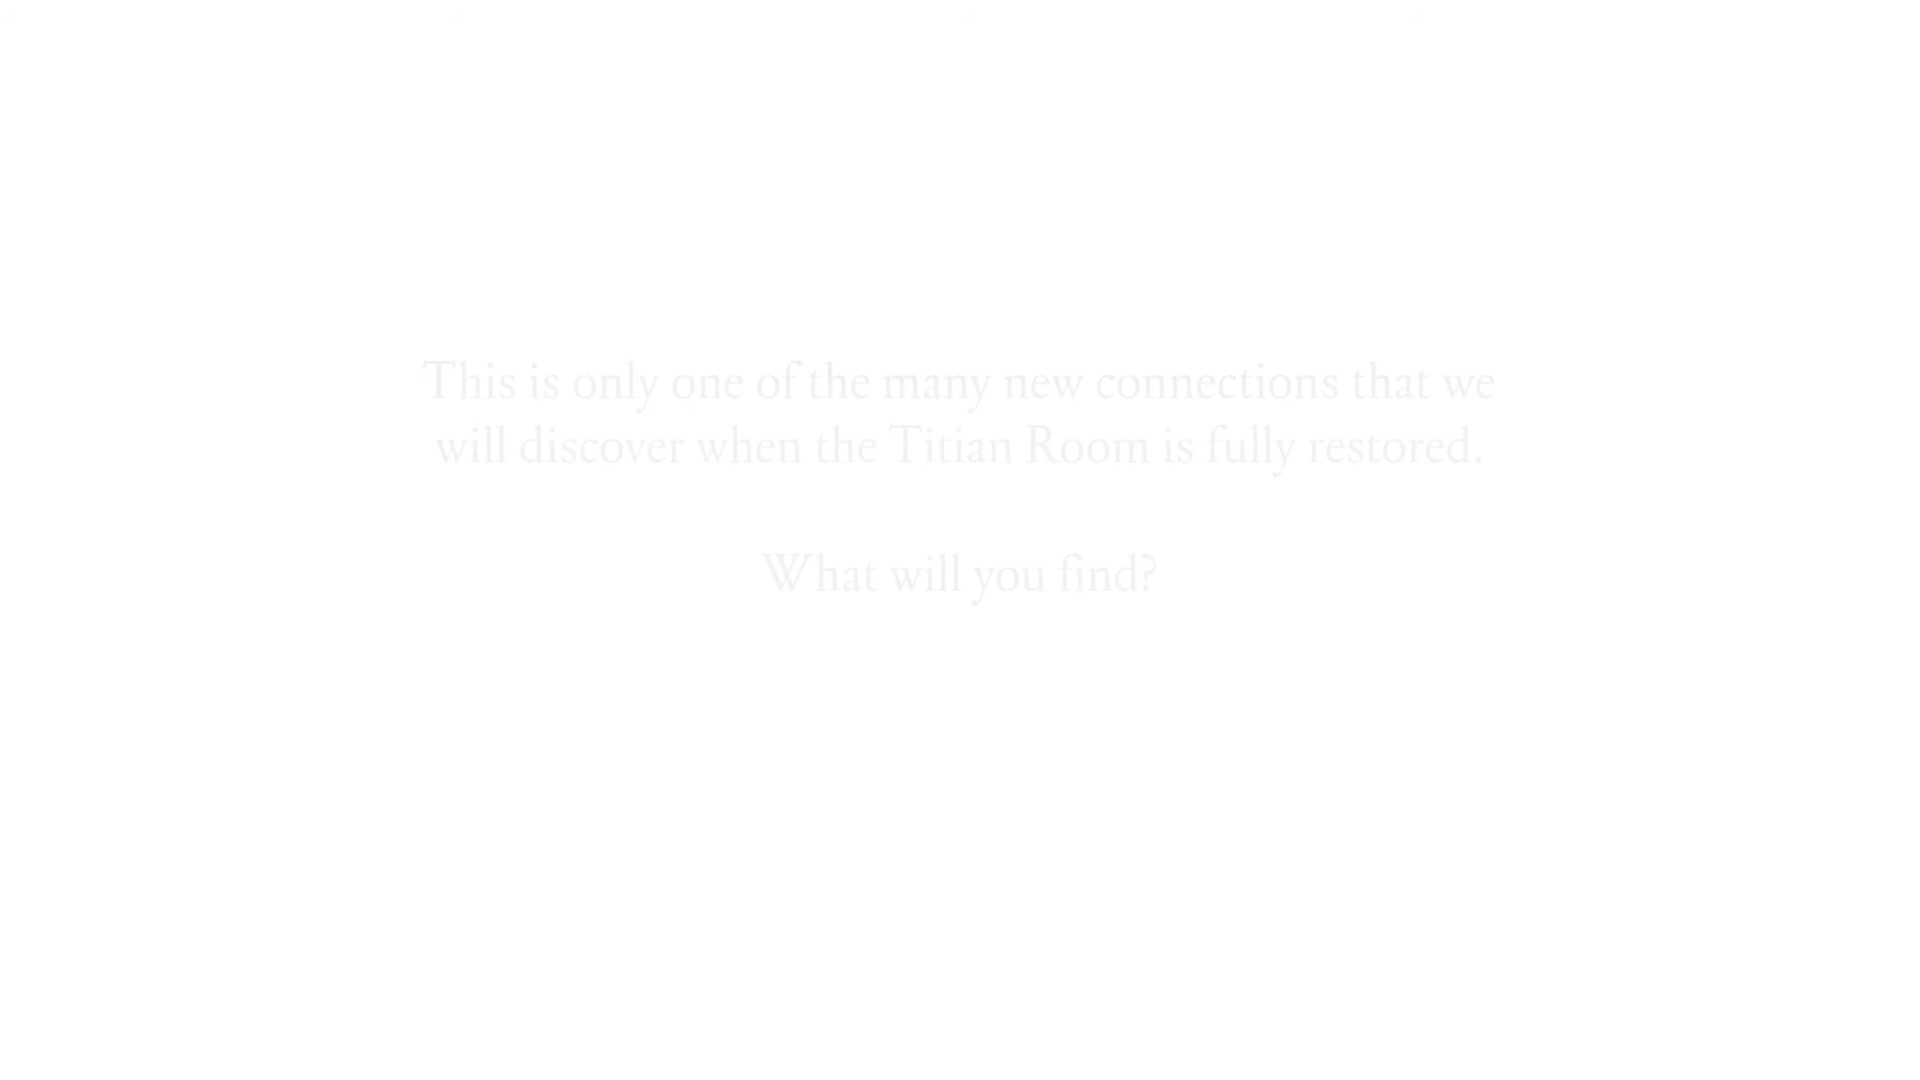 This is only one of the many new connections that we
will discover when the Titian Room is fully restored.
What will you find?